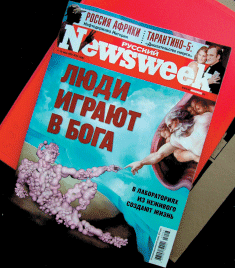 РОССИЯ АФРИКИ
ТАРАНТИНО-5:
РУССКИЙ
Newsweek
ЛЮДИ
ИГРАЮТ
В БОГА
В ЛАБОРАТОРИЯХ
ИЗ НЕЖИВОГО
СОЗДАЮТ ЖИЗНЬ